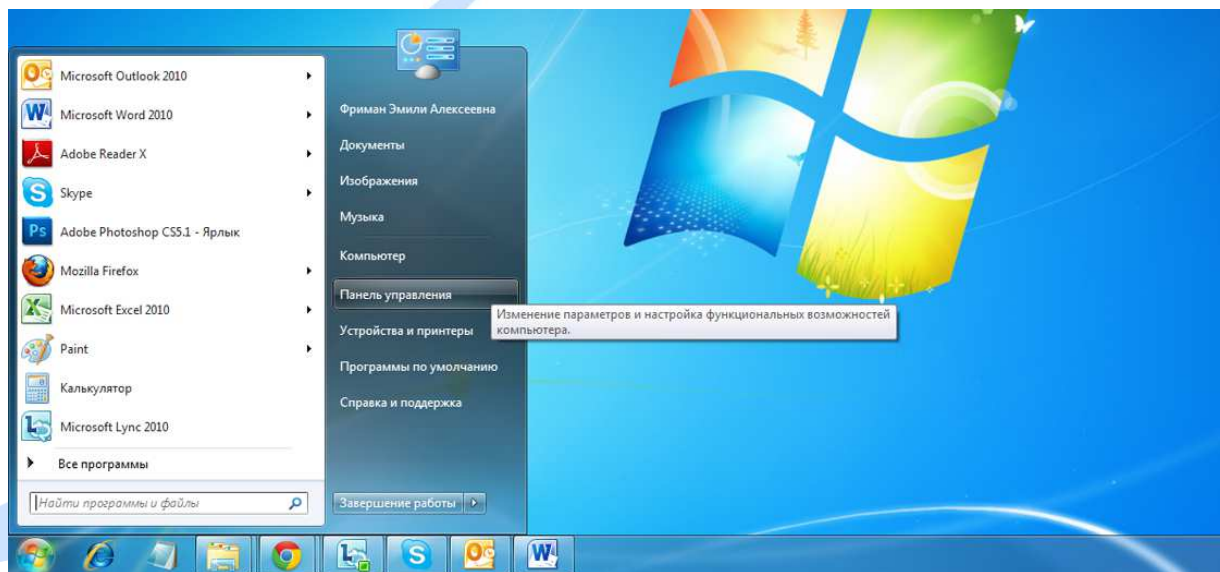 Microsoft Outlook 2010
Microsoft Word 2010
Adobe Reader X
Skype
Adobe Photoshop CS5.1 - Ярлык
Mozilla Firefox
Microsoft Excel 2010
Paint
Калькулятор
Microsoft Lync 2010
Все программы
Найти программы и файлы
Фриман Эмили Алексеевна
Документы
Изображения
Музыка
Компьютер
Панель управления
Устройства и принтеры
Программы по умолчанию
Справка и поддержка
Завершение работы
Изменение параметров и настройка функциональных возможностей
компьютера.